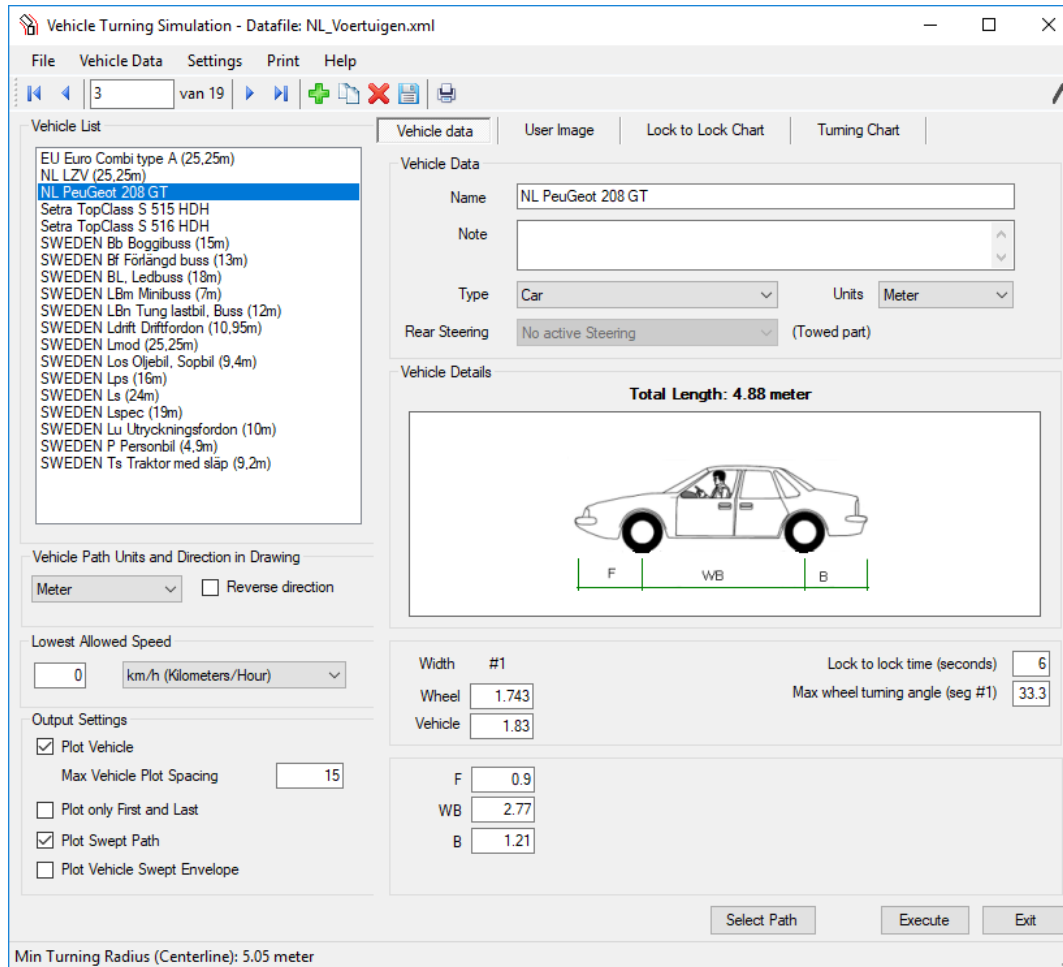 Vehicle Turning Simulation - Datafile: NL_Voertuigen.xml
File Vehicle Data Settings Print Help
3 van 19
Vehicle List
EU Euro Combi type A (25,25m)
NL LZV (25,25m)
NL PeuGeot 208 GT
Setra TopClass S 515 HDH
Setra TopClass S 516 HDH
SWEDEN Bb Boggibuss (15m)
SWEDEN Bf Förlängd buss (13m)
SWEDEN BL, Ledbuss (18m)
SWEDEN LBm Minibuss (7m)
SWEDEN LBn Tung lastbil, Buss (12m)
SWEDEN Ldrift Driftfordon (10,95m)
SWEDEN Lmod (25,25m)
SWEDEN Los Oljebil, Sopbil (9,4m)
SWEDEN Lps (16m)
SWEDEN Ls (24m)
SWEDEN Lspec (19m)
SWEDEN Lu Utryckningsfordon (10m)
SWEDEN P Personbil (4,9m)
SWEDEN Ts Traktor med släp (9,2m)
Vehicle Path Units and Direction in Drawing
Meter Reverse direction
Lowest Allowed Speed
0 km/h (Kilometers/Hour)
Output Settings
Plot Vehicle
Max Vehicle Plot Spacing 15
Plot only First and Last
Plot Swept Path
Plot Vehicle Swept Envelope
Vehicle data User Image Lock to Lock Chart Turning Chart
Vehicle Data
Name NL PeuGeot 208 GT
Note
Type Car Units Meter
Rear Steering No active Steering (Towed part)
Vehicle Details
Total Length: 4.88 meter
F WB B
Width #1 Lock to lock time (seconds) 6
Wheel 1.743 Max wheel turning angle (seg #1) 33.3
Vehicle 1.83
F 0.9
WB 2.77
B 1.21
Select Path Execute Exit
Min Turning Radius (Centerline): 5.05 meter